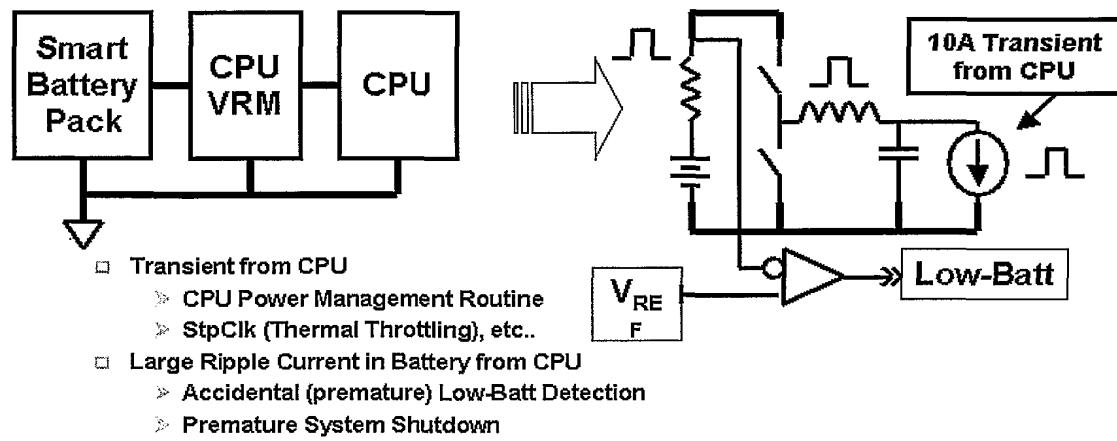 Smart
Battery
Pack
CPU
VRM
CPU
10A Transient
from CPU
Transient from CPU
CPU Power Management Routine
StpClk (Thermal Throttling), etc..
Large Ripple Current in Battery from CPU
Accidental (premature) Low-Batt Detection
Premature System Shutdown
VRE
F
Low-Batt